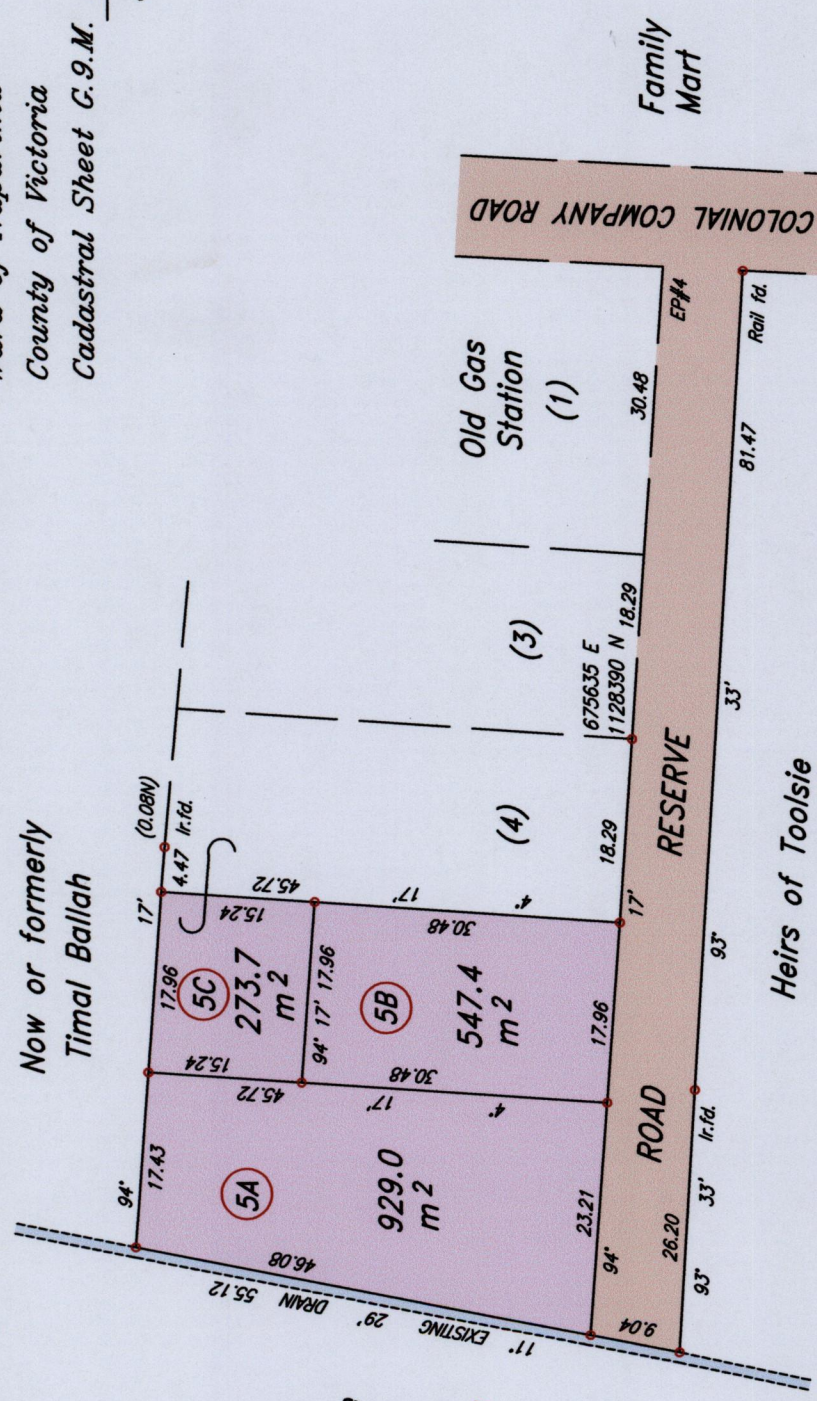 County of Victoria
Cadastral Sheet G.9.M.
Now or formerly
Timal Ballah
Family
Mart
COLONIAL COMPANY ROAD
Old Gas
Station
(1)
(3)
(4)
EP#4
30.48
Rail fd.
81.47
675635 E
1128390 N
18.29
18.29
(0.08N)
4.47
Ir.fd.
94°
17.43
17.96
17'
5C
273.7
m²
15.24
15.24
45.72
45.72
94° 17' 17.96
5B
547.4
m²
30.48
30.48
4° 17'
4° 17'
5A
929.0
m²
46.08
11° 29' EXISTING DRAIN 55.12
94°
23.21
17.96
17'
9.04
ROAD RESERVE
26.20
93° 33'
Ir.fd.
93° 33'
Heirs of Toolsie